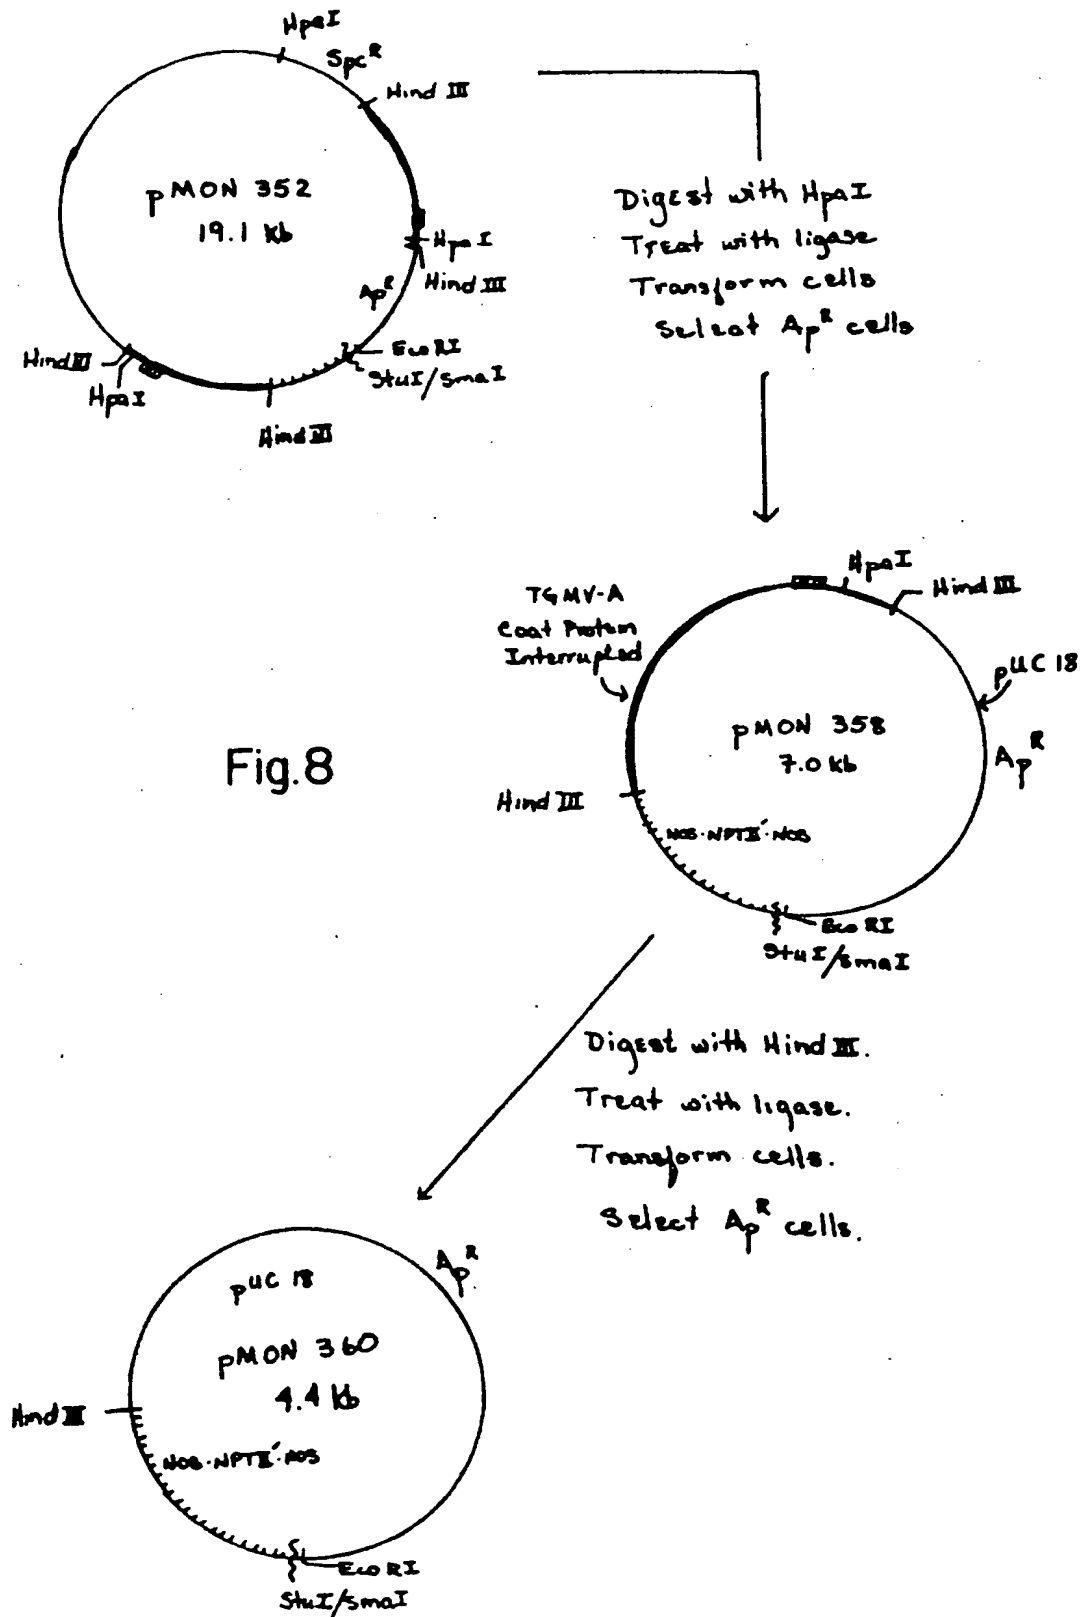 HpaI
Spc^R
Hind III
pMON 352
19.1 kb
HpaI
Hind III
Ap^R
EcoRI
StuI/SmaI
Hind III
HpaI
Hind III
Digest with HpaI
Treat with ligase
Transform cells
Select Ap^R cells
HpaI
Hind III
TGMV-A
Coat Protein
Interrupted
pUC 18
pMON 358
7.0 kb
Ap^R
Fig.8
Hind III
NOS·NPTII'·NOS
EcoRI
StuI/SmaI
Digest with Hind III.
Treat with ligase.
Transform cells.
Select Ap^R cells.
Ap^R
pUC 18
pMON 360
4.4 kb
Hind III
NOS·NPTII'·NOS
EcoRI
StuI/SmaI